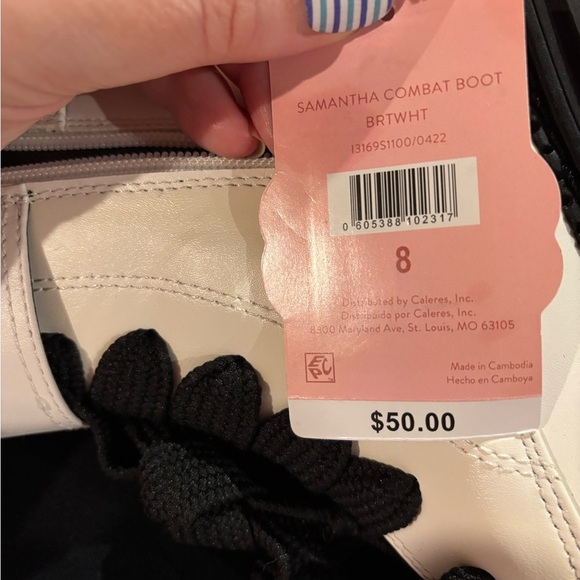 SAMANTHA COMBAT BOOT
BRTWHT
I3169S1100/0422
0 605388 102317
8
Distributed by Caleres, Inc.
Distribuido por Caleres, Inc.
8300 Maryland Ave, St. Louis, MO 63105
EPC
Made in Cambodia
Hecho en Camboya
$50.00